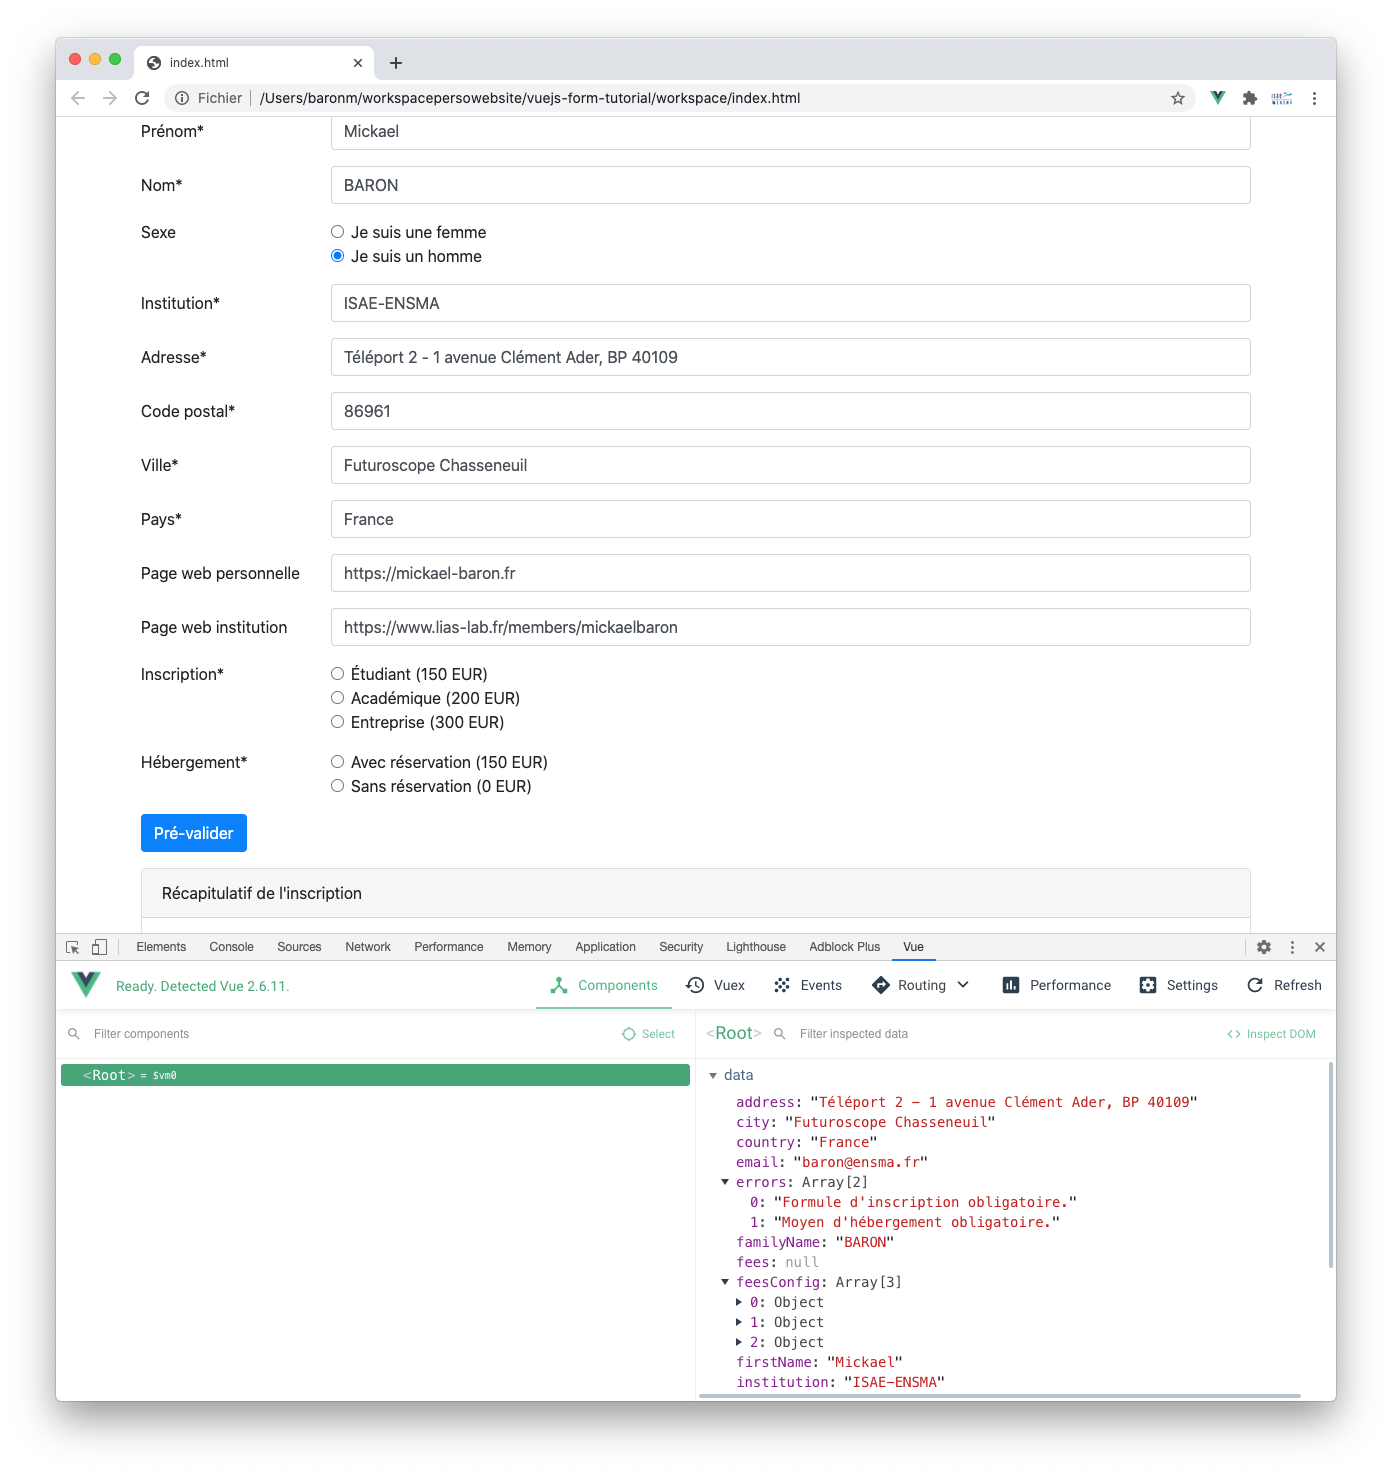 index.html
Fichier /Users/baronm/workspacepersowebsite/vuejs-form-tutorial/workspace/index.html
Prénom* Mickael
Nom* BARON
Sexe Je suis une femme
Je suis un homme
Institution* ISAE-ENSMA
Adresse* Téléport 2 - 1 avenue Clément Ader, BP 40109
Code postal* 86961
Ville* Futuroscope Chasseneuil
Pays* France
Page web personnelle https://mickael-baron.fr
Page web institution https://www.lias-lab.fr/members/mickaelbaron
Inscription* Étudiant (150 EUR)
Académique (200 EUR)
Entreprise (300 EUR)
Hébergement* Avec réservation (150 EUR)
Sans réservation (0 EUR)
Pré-valider
Récapitulatif de l'inscription
Elements Console Sources Network Performance Memory Application Security Lighthouse Adblock Plus Vue
Ready. Detected Vue 2.6.11. Components Vuex Events Routing Performance Settings Refresh
Filter components Select <Root> Filter inspected data <> Inspect DOM
<Root> = $vm0
data
address: "Téléport 2 - 1 avenue Clément Ader, BP 40109"
city: "Futuroscope Chasseneuil"
country: "France"
email: "baron@ensma.fr"
errors: Array[2]
0: "Formule d'inscription obligatoire."
1: "Moyen d'hébergement obligatoire."
familyName: "BARON"
fees: null
feesConfig: Array[3]
0: Object
1: Object
2: Object
firstName: "Mickael"
institution: "ISAE-ENSMA"